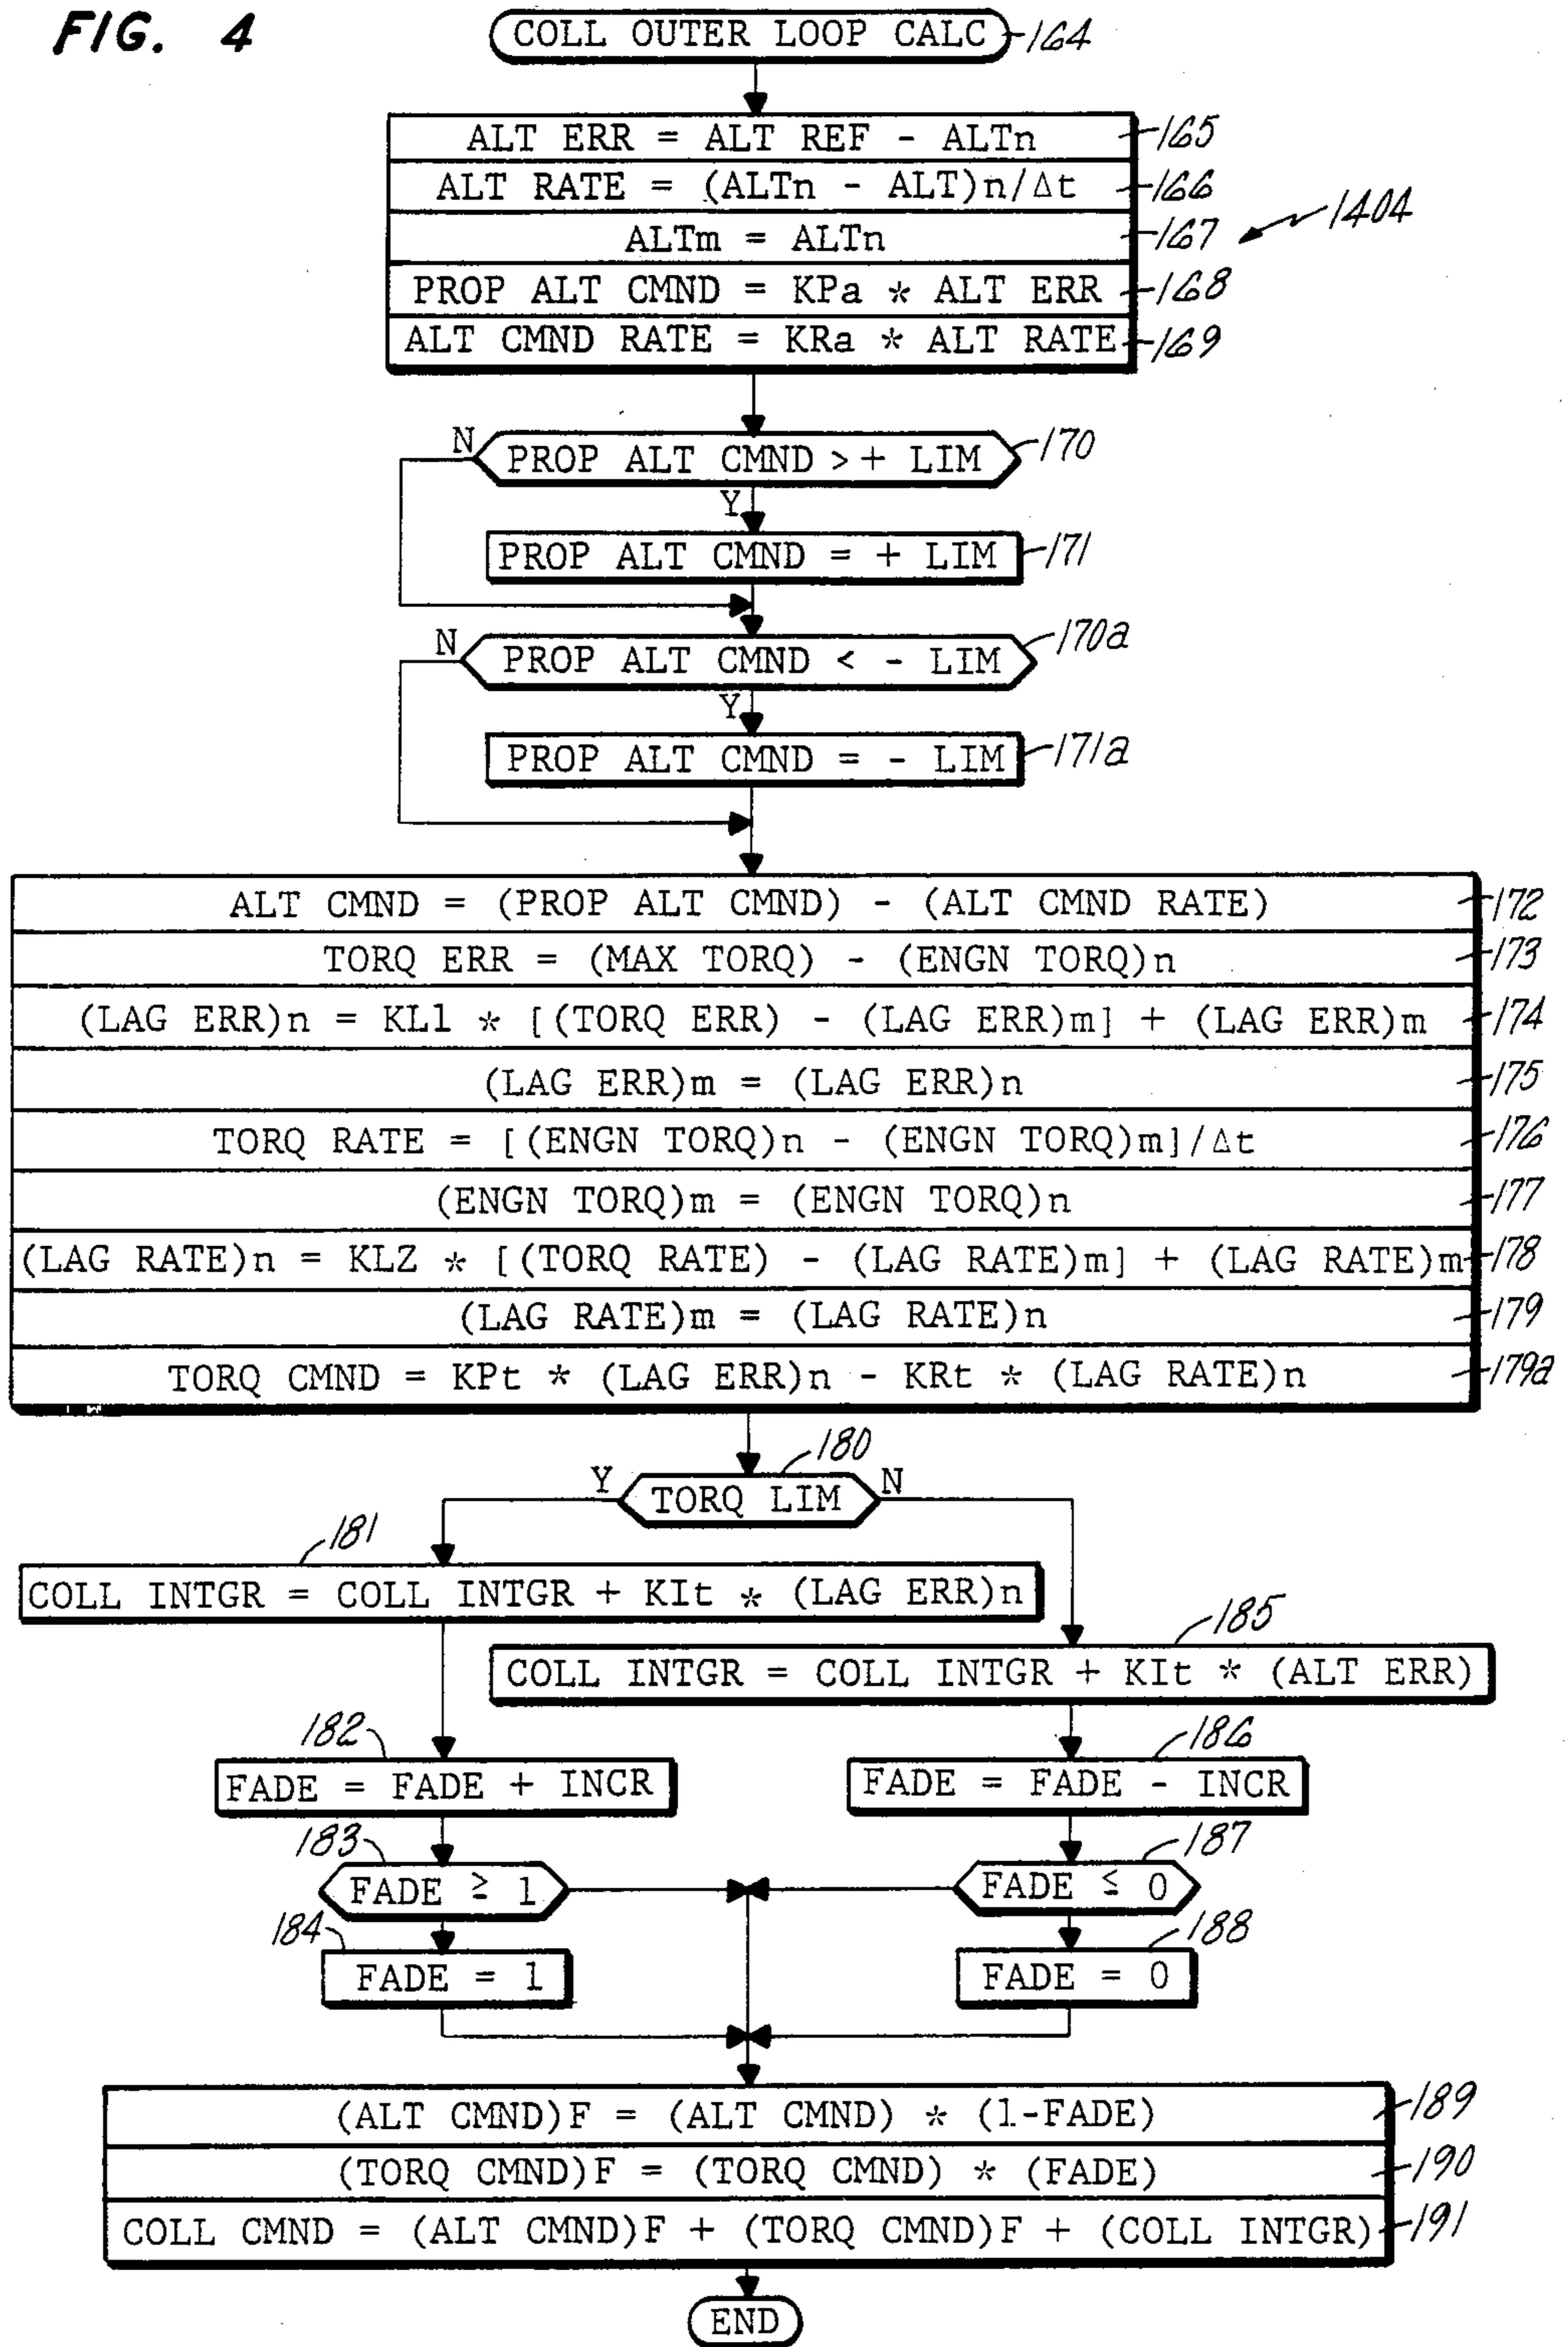 FIG. 4
COLL OUTER LOOP CALC 164
ALT ERR = ALT REF - ALTn 165
ALT RATE = (ALTn - ALT)n/Δt 166
1404
ALTm = ALTn 167
PROP ALT CMND = KPa * ALT ERR 168
ALT CMND RATE = KRa * ALT RATE 169
N PROP ALT CMND > + LIM 170
Y
PROP ALT CMND = + LIM 171
N PROP ALT CMND < - LIM 170a
Y
PROP ALT CMND = - LIM 171a
ALT CMND = (PROP ALT CMND) - (ALT CMND RATE) 172
TORQ ERR = (MAX TORQ) - (ENGN TORQ)n 173
(LAG ERR)n = KL1 * [(TORQ ERR) - (LAG ERR)m] + (LAG ERR)m 174
(LAG ERR)m = (LAG ERR)n 175
TORQ RATE = [(ENGN TORQ)n - (ENGN TORQ)m]/Δt 176
(ENGN TORQ)m = (ENGN TORQ)n 177
(LAG RATE)n = KLZ * [(TORQ RATE) - (LAG RATE)m] + (LAG RATE)m 178
(LAG RATE)m = (LAG RATE)n 179
TORQ CMND = KPt * (LAG ERR)n - KRt * (LAG RATE)n 179a
180
Y TORQ LIM N
181
COLL INTGR = COLL INTGR + KIt * (LAG ERR)n
185
COLL INTGR = COLL INTGR + KIt * (ALT ERR)
182 186
FADE = FADE + INCR FADE = FADE - INCR
183 187
FADE ≥ 1 FADE ≤ 0
184 188
FADE = 1 FADE = 0
(ALT CMND)F = (ALT CMND) * (1-FADE) 189
(TORQ CMND)F = (TORQ CMND) * (FADE) 190
COLL CMND = (ALT CMND)F + (TORQ CMND)F + (COLL INTGR) 191
END